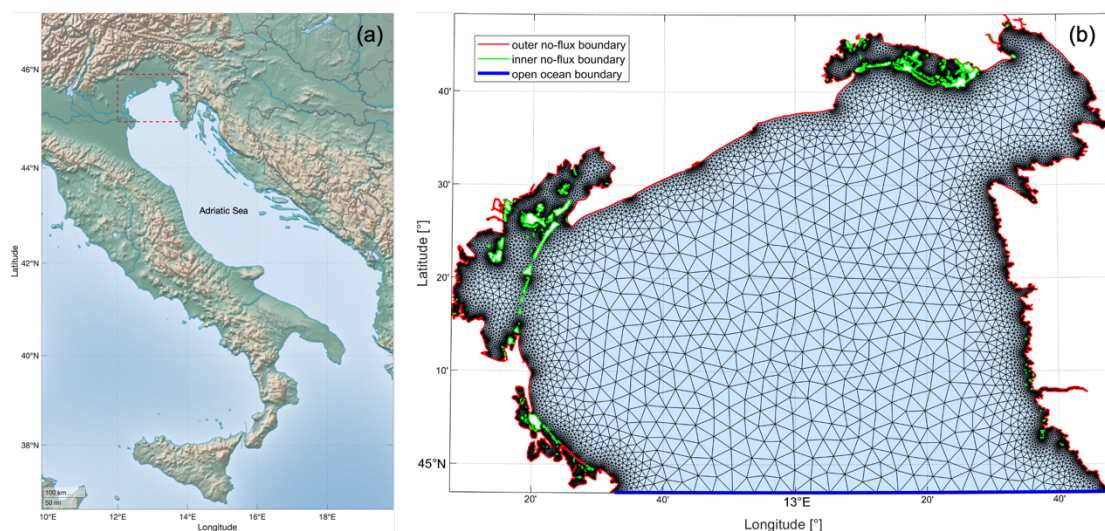 (a)
46°N
44°N
Adriatic Sea
42°N
40°N
38°N
Latitude
100 km
50 mi
10°E 12°E 14°E 16°E 18°E
Longitude
(b)
outer no-flux boundary
inner no-flux boundary
open ocean boundary
40'
30'
20'
10'
45°N
Latitude [°]
20' 40' 13°E 20' 40'
Longitude [°]